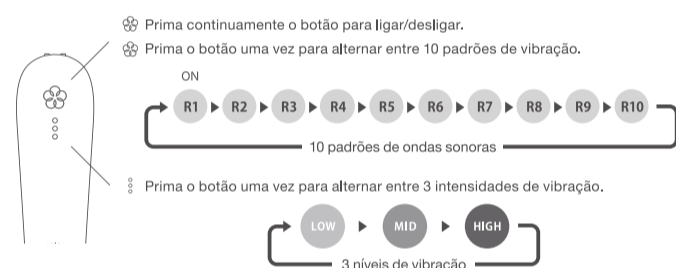 Prima continuamente o botão para ligar/desligar.
Prima o botão uma vez para alternar entre 10 padrões de vibração.
ON
R1 R2 R3 R4 R5 R6 R7 R8 R9 R10
10 padrões de ondas sonoras
Prima o botão uma vez para alternar entre 3 intensidades de vibração.
LOW MID HIGH
3 níveis de vibração